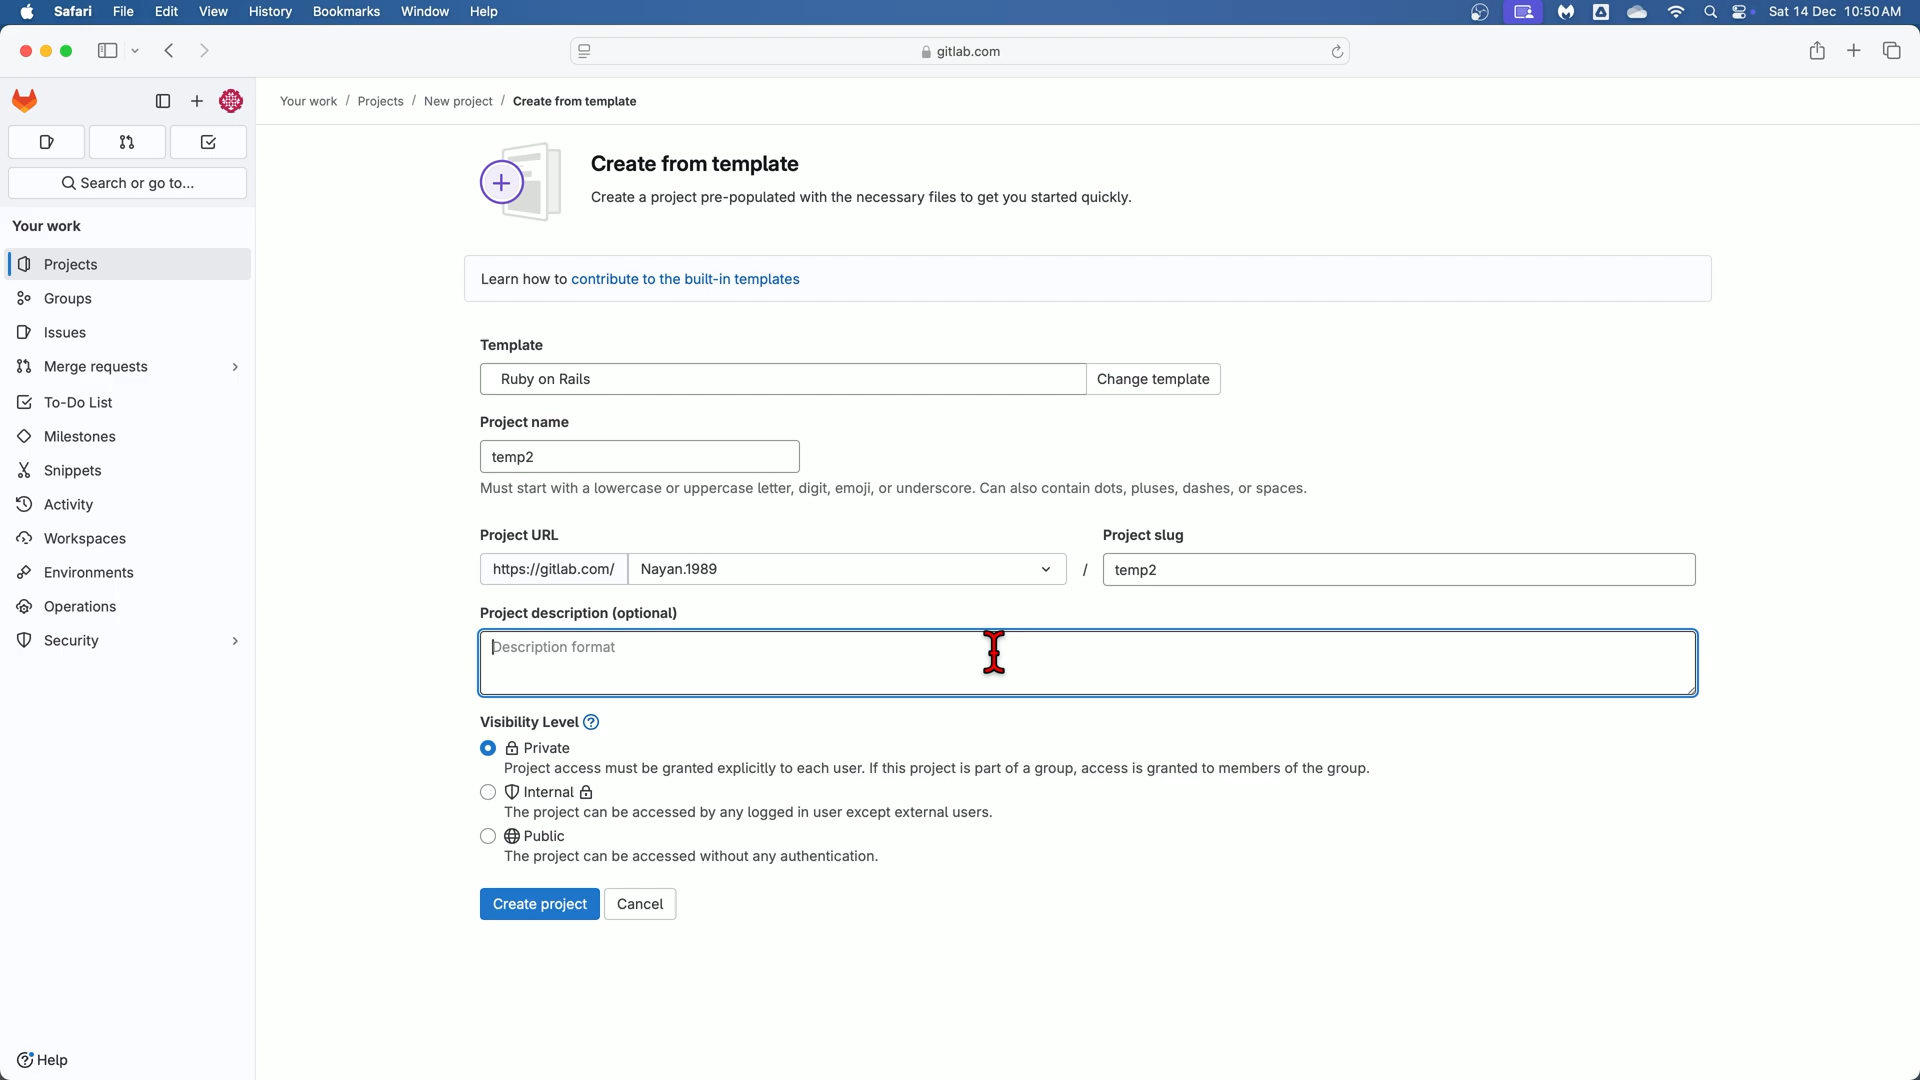 Safari File Edit View History Bookmarks Window Help Sat 14 Dec 10:50 AM
gitlab.com
Your work / Projects / New project / Create from template
Search or go to...
Your work
Projects
Groups
Issues
Merge requests
To-Do List
Milestones
Snippets
Activity
Workspaces
Environments
Operations
Security
Help
Create from template
Create a project pre-populated with the necessary files to get you started quickly.
Learn how to contribute to the built-in templates
Template
Ruby on Rails Change template
Project name
temp2
Must start with a lowercase or uppercase letter, digit, emoji, or underscore. Can also contain dots, pluses, dashes, or spaces.
Project URL Project slug
https://gitlab.com/ Nayan.1989 / temp2
Project description (optional)
Description format
Visibility Level
Private
Project access must be granted explicitly to each user. If this project is part of a group, access is granted to members of the group.
Internal
The project can be accessed by any logged in user except external users.
Public
The project can be accessed without any authentication.
Create project Cancel